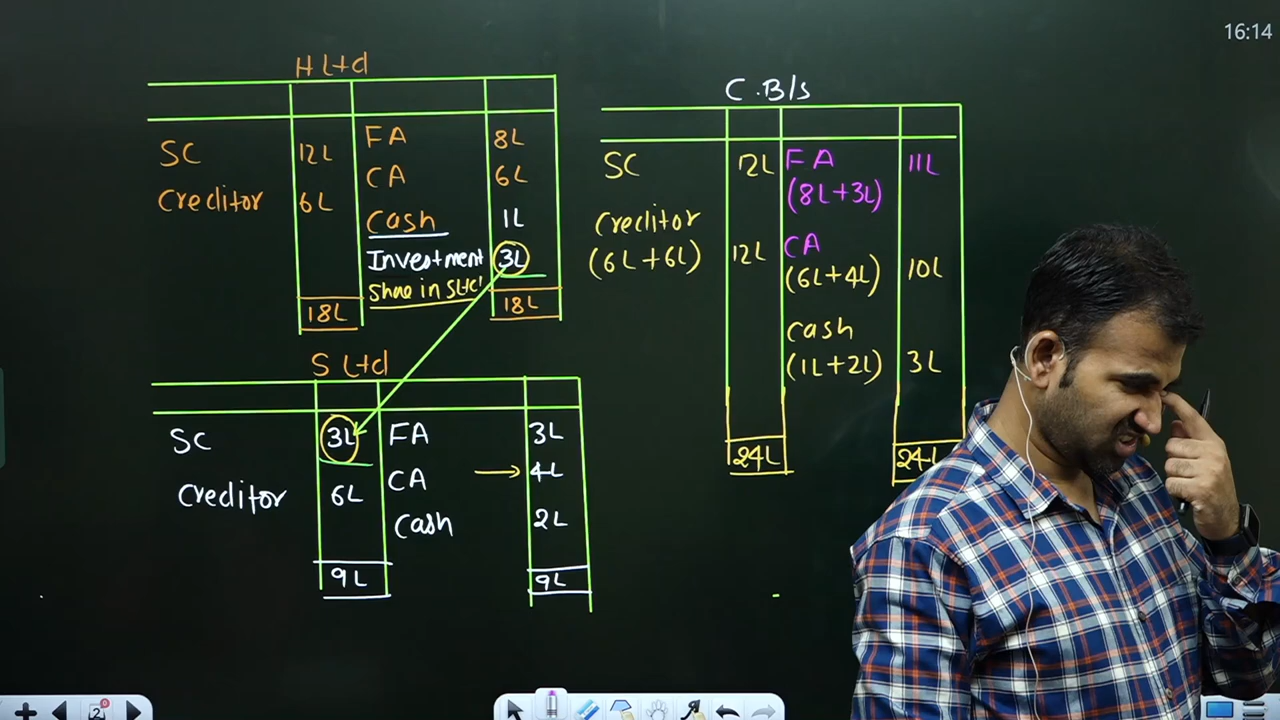 16:14
H Ltd
SC 12L FA 8L
Creditor 6L CA 6L
Cash 1L
Investment 3L
Share in SLtd
18L 18L
S Ltd
SC 3L FA 3L
Creditor 6L CA 4L
Cash 2L
9L 9L
C.B/s
SC 12L FA 11L
(8L+3L)
Creditor
(6L+6L) 12L CA
(6L+4L) 10L
Cash
(1L+2L) 3L
24L 24L
2